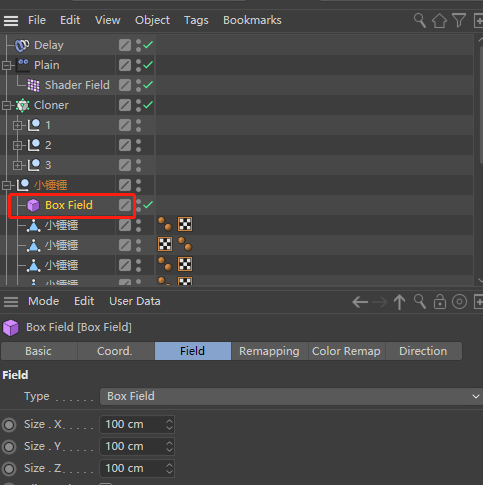 File Edit View Object Tags Bookmarks
Delay
Plain
Shader Field
Cloner
1
2
3
小锤锤
Box Field
小锤锤
小锤锤
小锤锤
小锤锤
Mode Edit User Data
Box Field [Box Field]
Basic Coord. Field Remapping Color Remap Direction
Field
Type . . . . . . Box Field
Size . X . . . . 100 cm
Size . Y . . . . 100 cm
Size . Z . . . . 100 cm